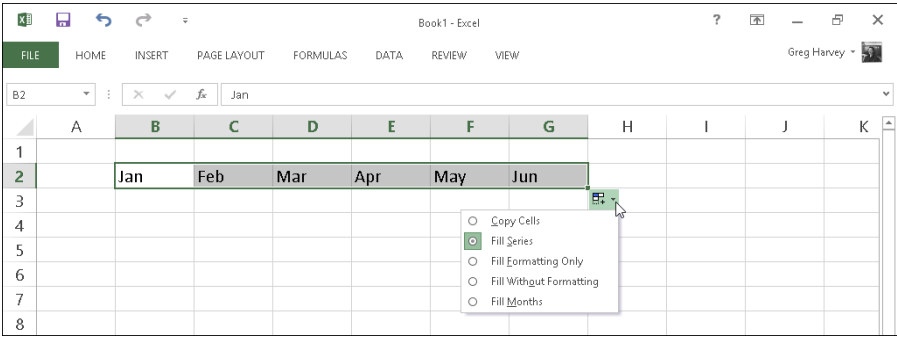 Book1 - Excel ?
FILE HOME INSERT PAGE LAYOUT FORMULAS DATA REVIEW VIEW Greg Harvey
B2 fx Jan
A B C D E F G H I J K
1
2 Jan Feb Mar Apr May Jun
3
4 Copy Cells
5 Fill Series
Fill Formatting Only
6 Fill Without Formatting
7 Fill Months
8